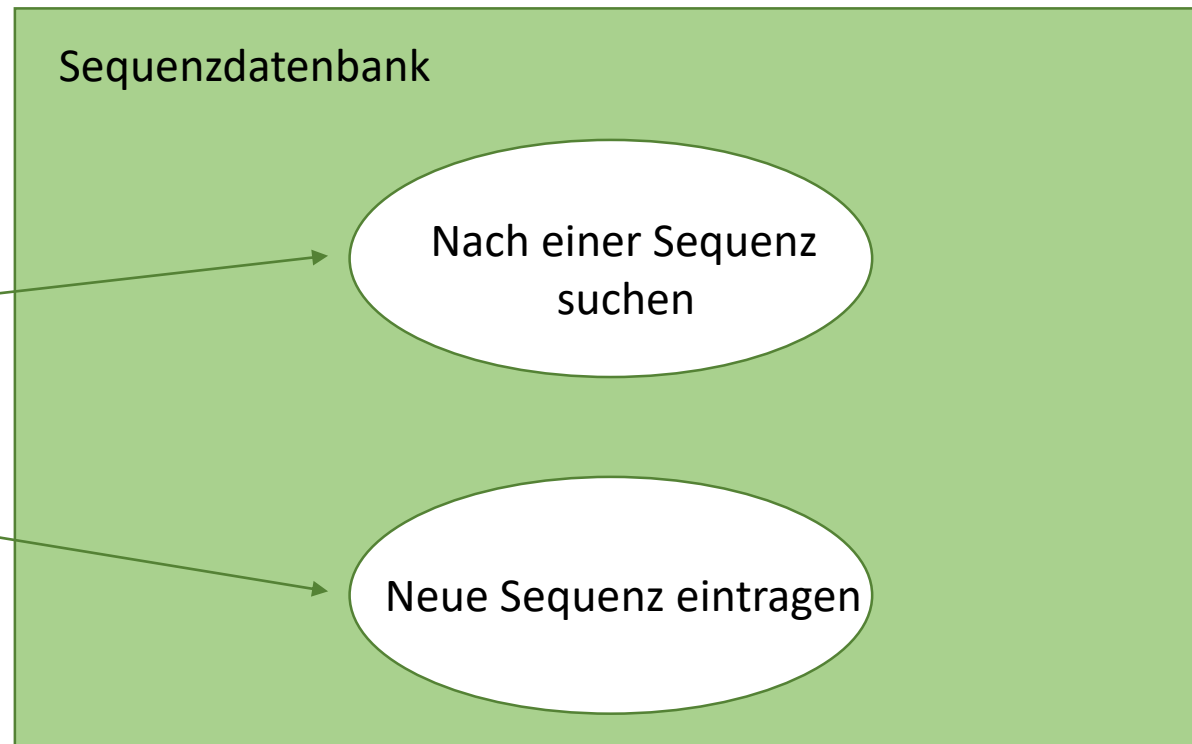 Sequenzdatenbank
Nach einer Sequenz
suchen
Neue Sequenz eintragen